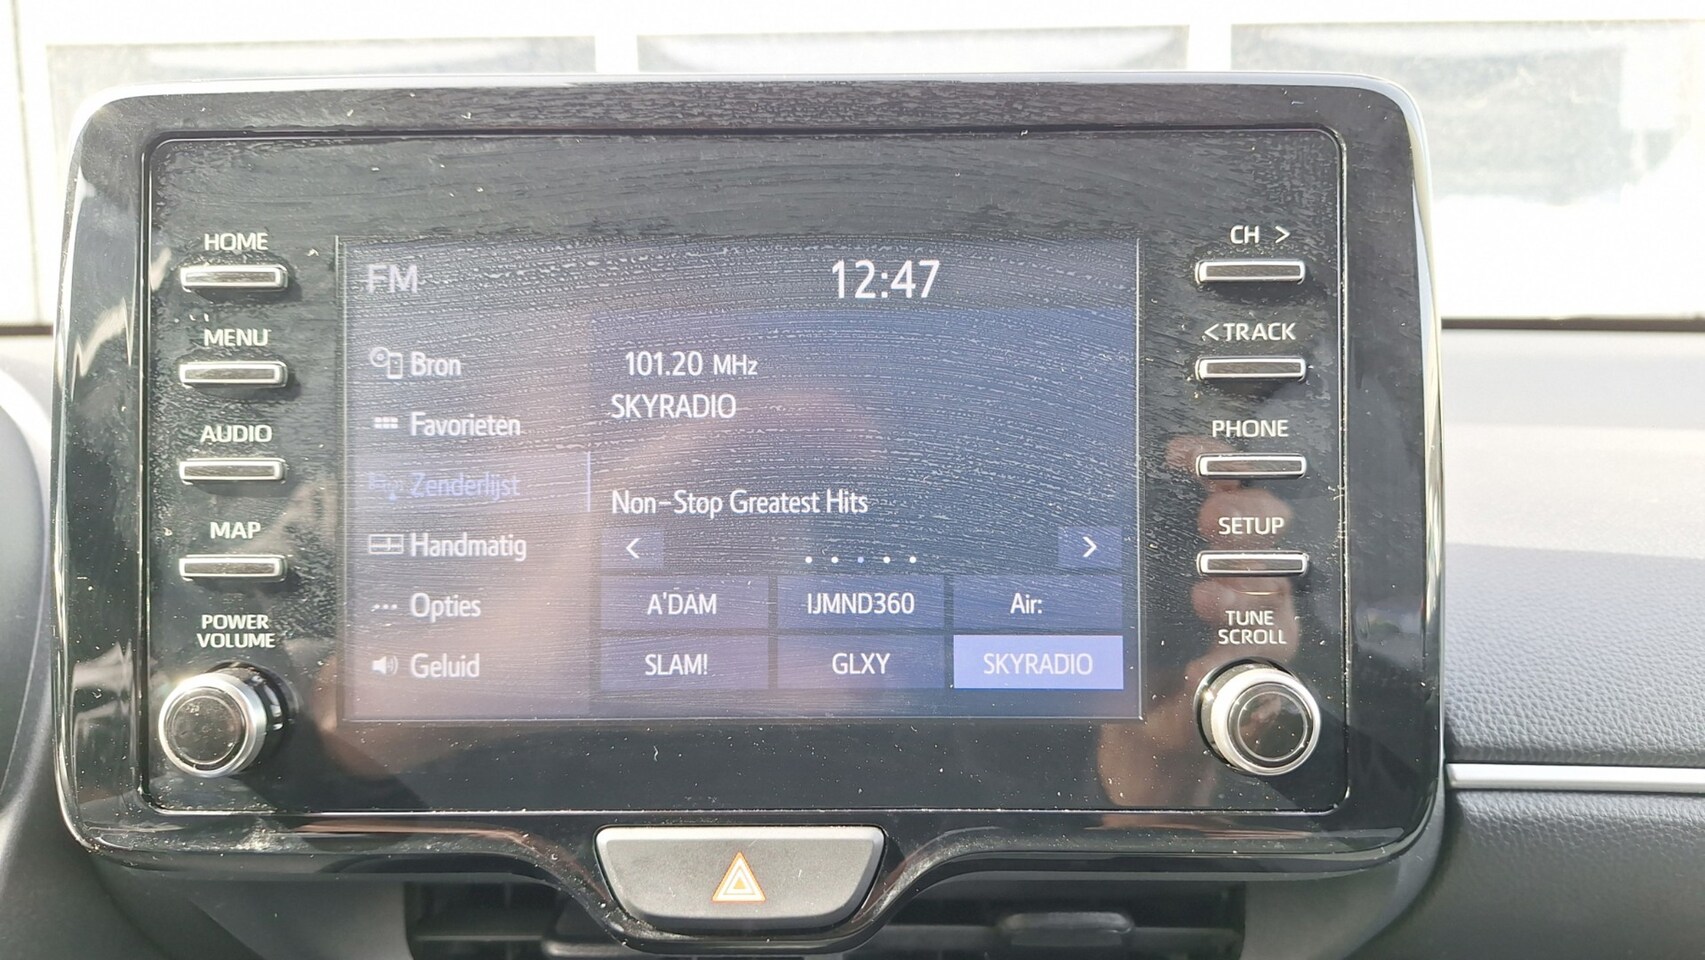 HOME
MENU
AUDIO
MAP
POWER
VOLUME
FM
12:47
Bron
Favorieten
Zenderlijst
Handmatig
Opties
Geluid
101.20 MHz
SKYRADIO
Non-Stop Greatest Hits
< >
A'DAM IJMND360 Air:
SLAM! GLXY SKYRADIO
CH >
<TRACK
PHONE
SETUP
TUNE
SCROLL